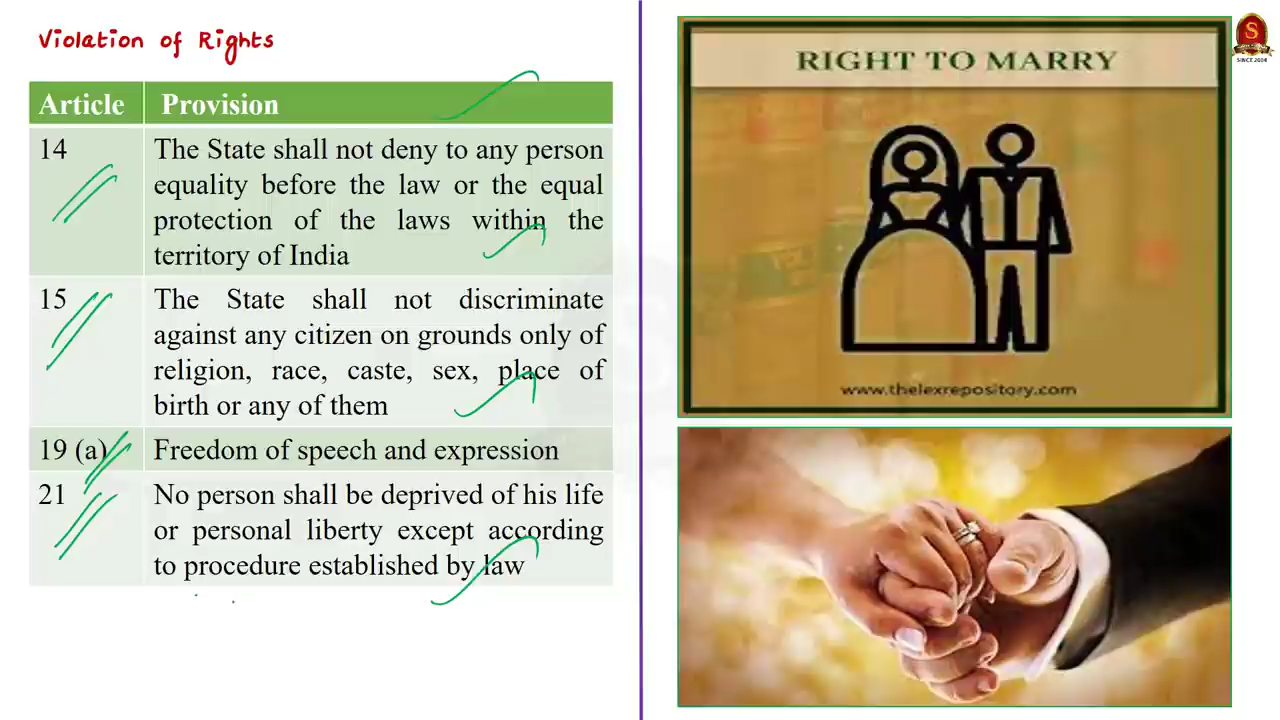 Violation of Rights
Article Provision
14 The State shall not deny to any person
equality before the law or the equal
protection of the laws within the
territory of India
15 The State shall not discriminate
against any citizen on grounds only of
religion, race, caste, sex, place of
birth or any of them
19 (a) Freedom of speech and expression
21 No person shall be deprived of his life
or personal liberty except according
to procedure established by law
RIGHT TO MARRY
www.thelexrepository.com
S
SINCE 2004